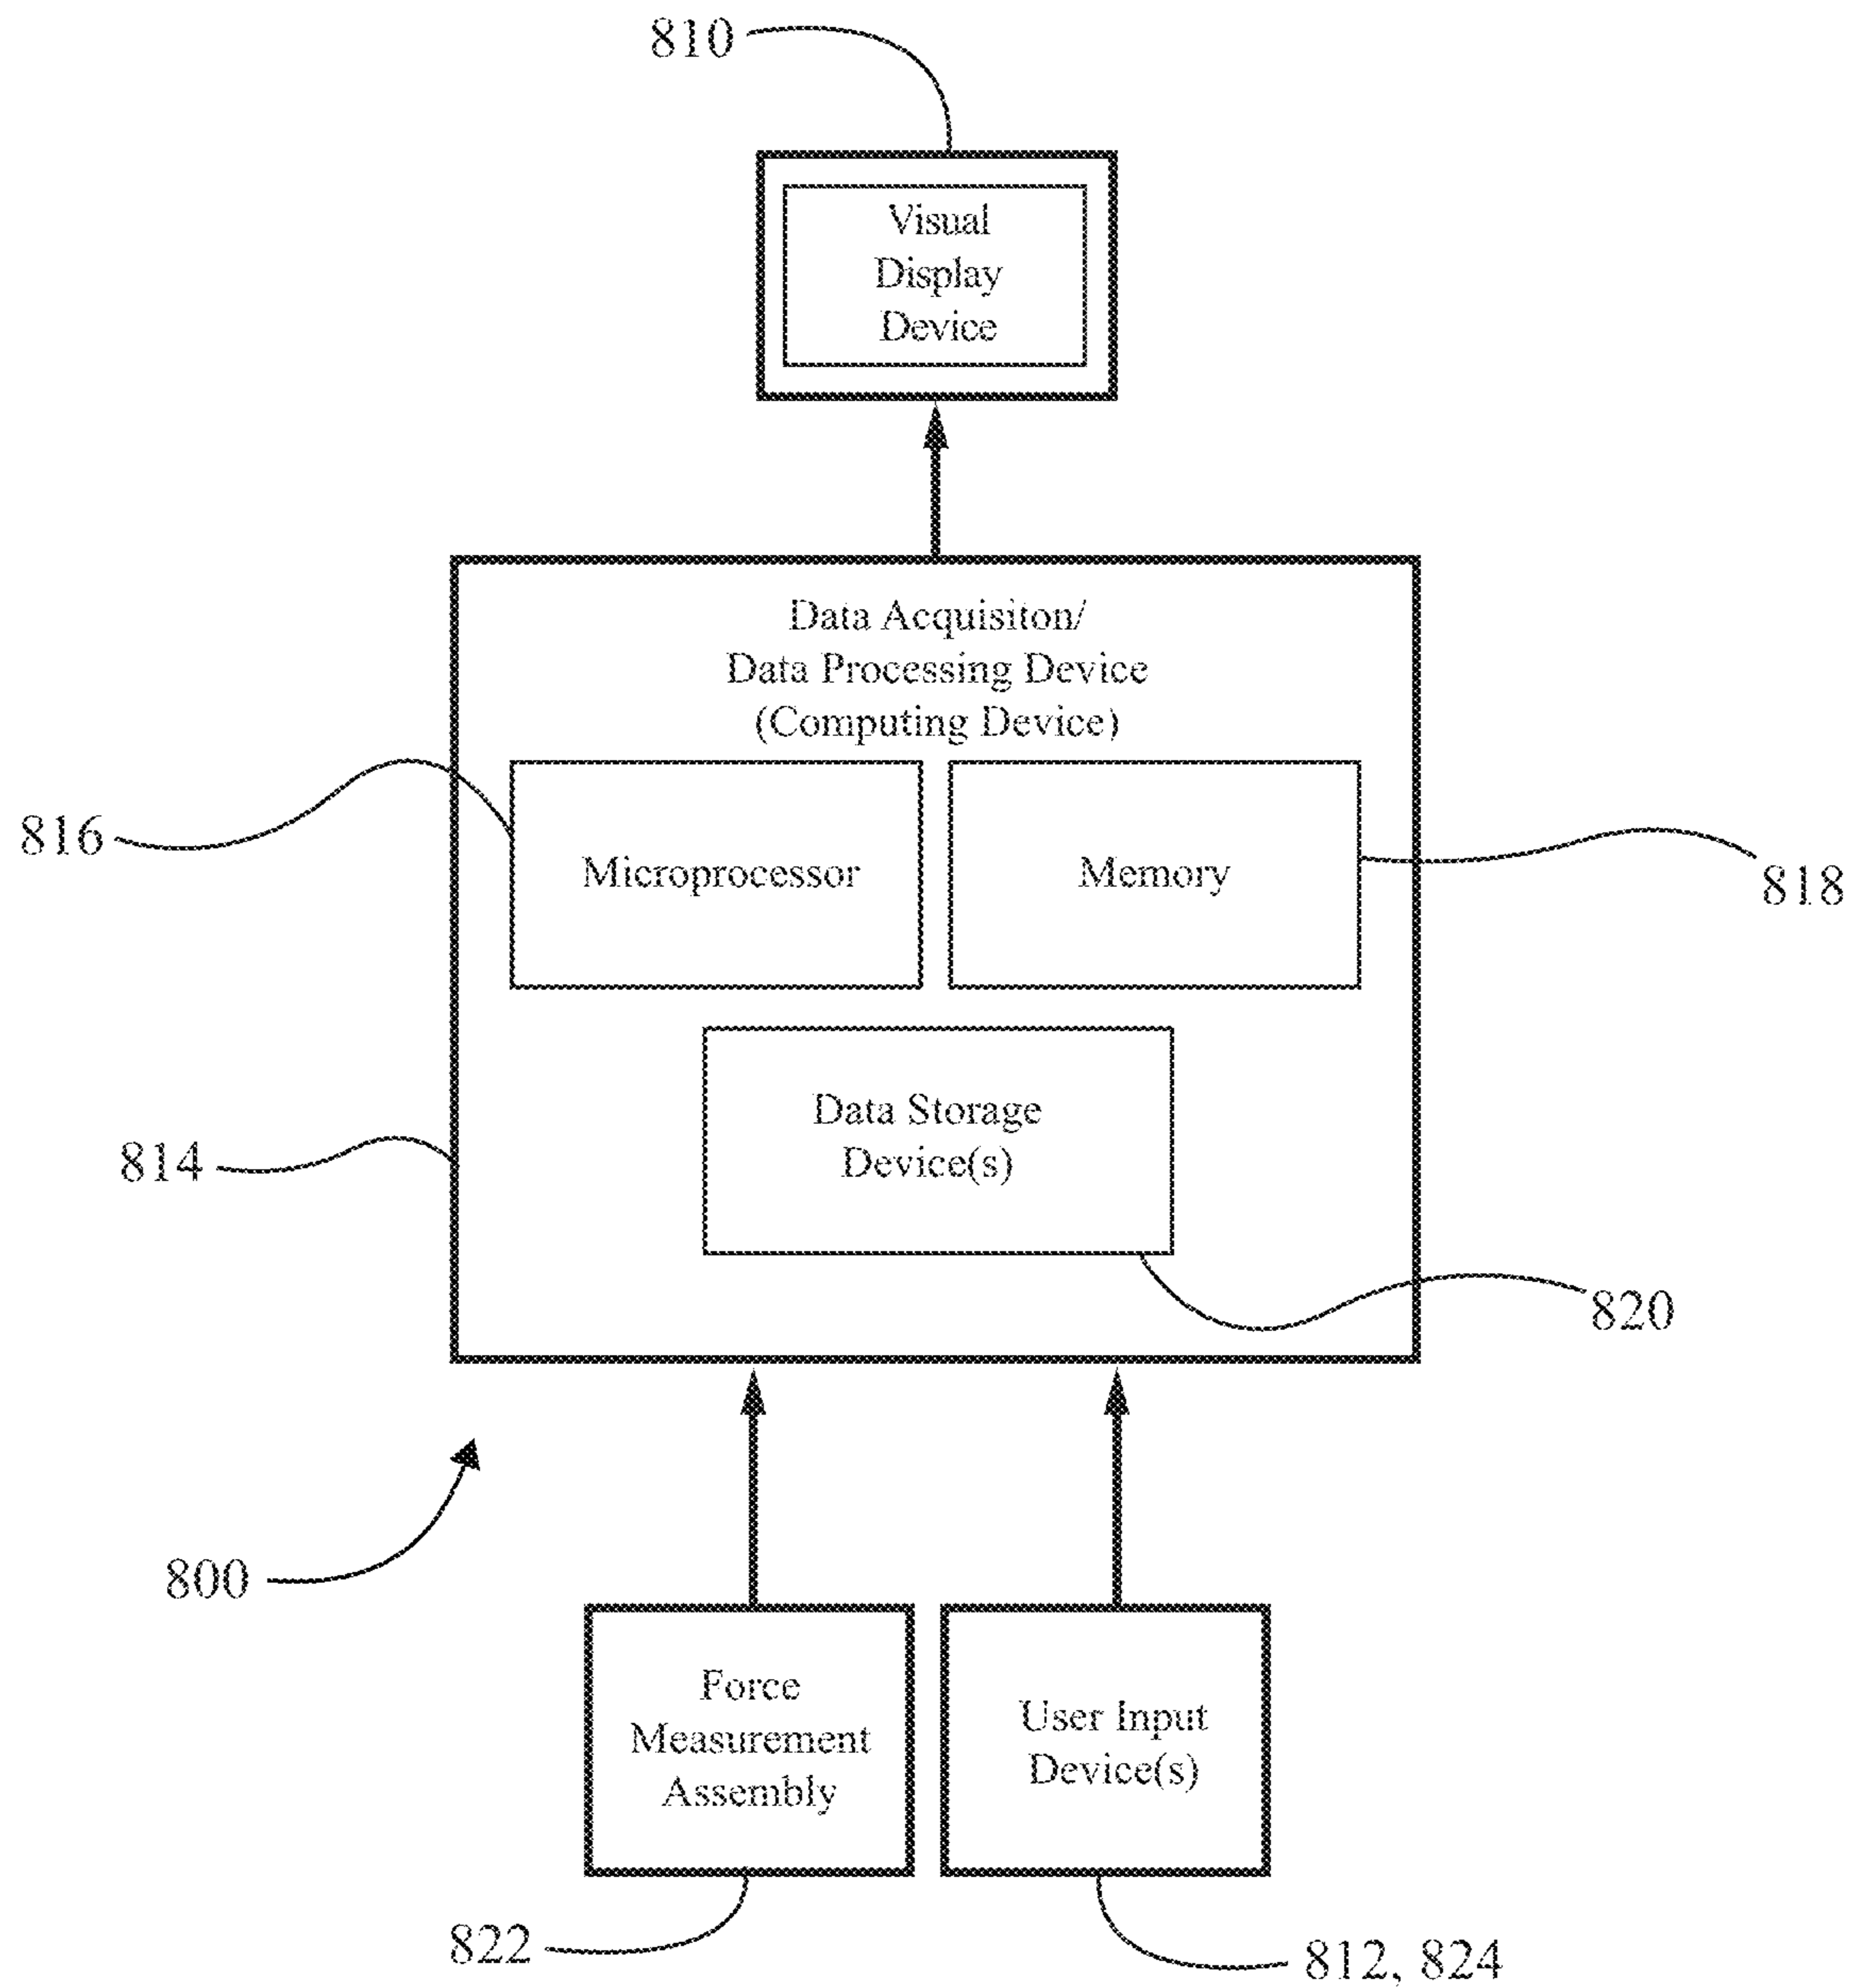 810
Visual
Display
Device
Data Acquisiton/
Data Processing Device
(Computing Device)
816
Microprocessor
Memory
818
Data Storage
Device(s)
814
820
800
Force
Measurement
Assembly
User Input
Device(s)
822
812, 824